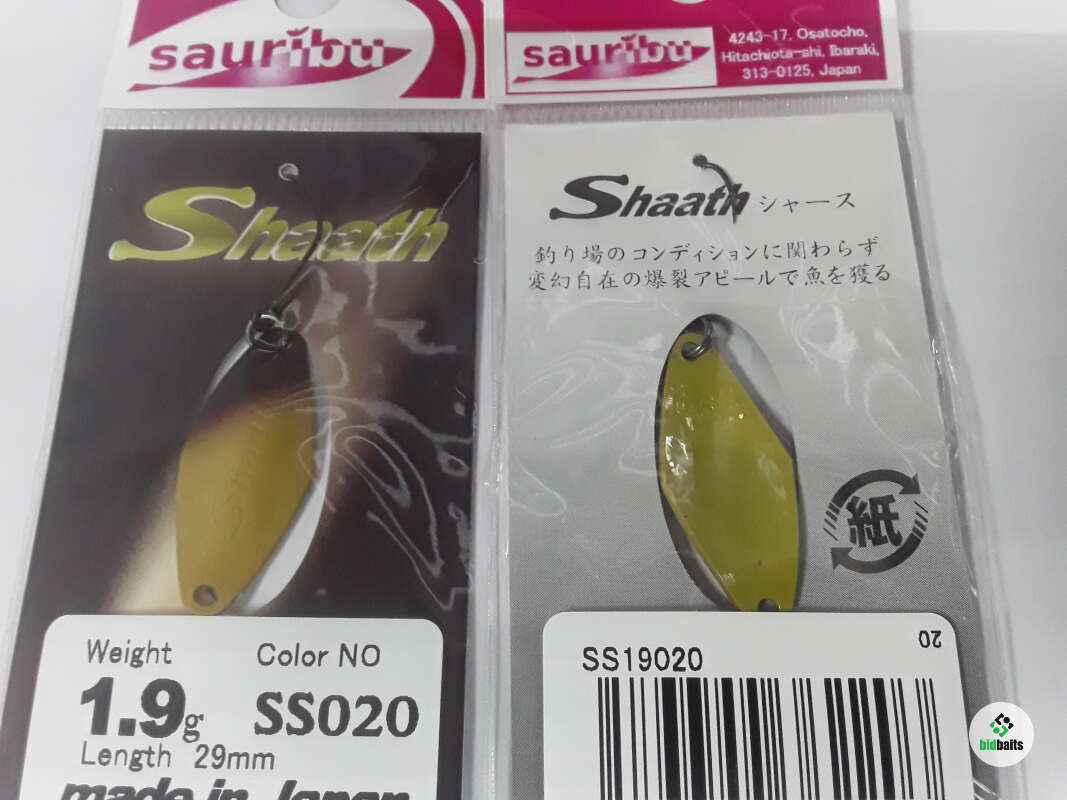 sauribu
Shaath
Weight
Color NO
1.9g
SS020
Length 29mm
made in Japan
sauribu
4243-17, Osatocho,
Hitachiota-shi, Ibaraki,
313-0125, Japan
Shaath シャース
釣り場のコンディションに関わらず
変幻自在の爆裂アピールで魚を獲る
紙
20
SS19020
bidbaits